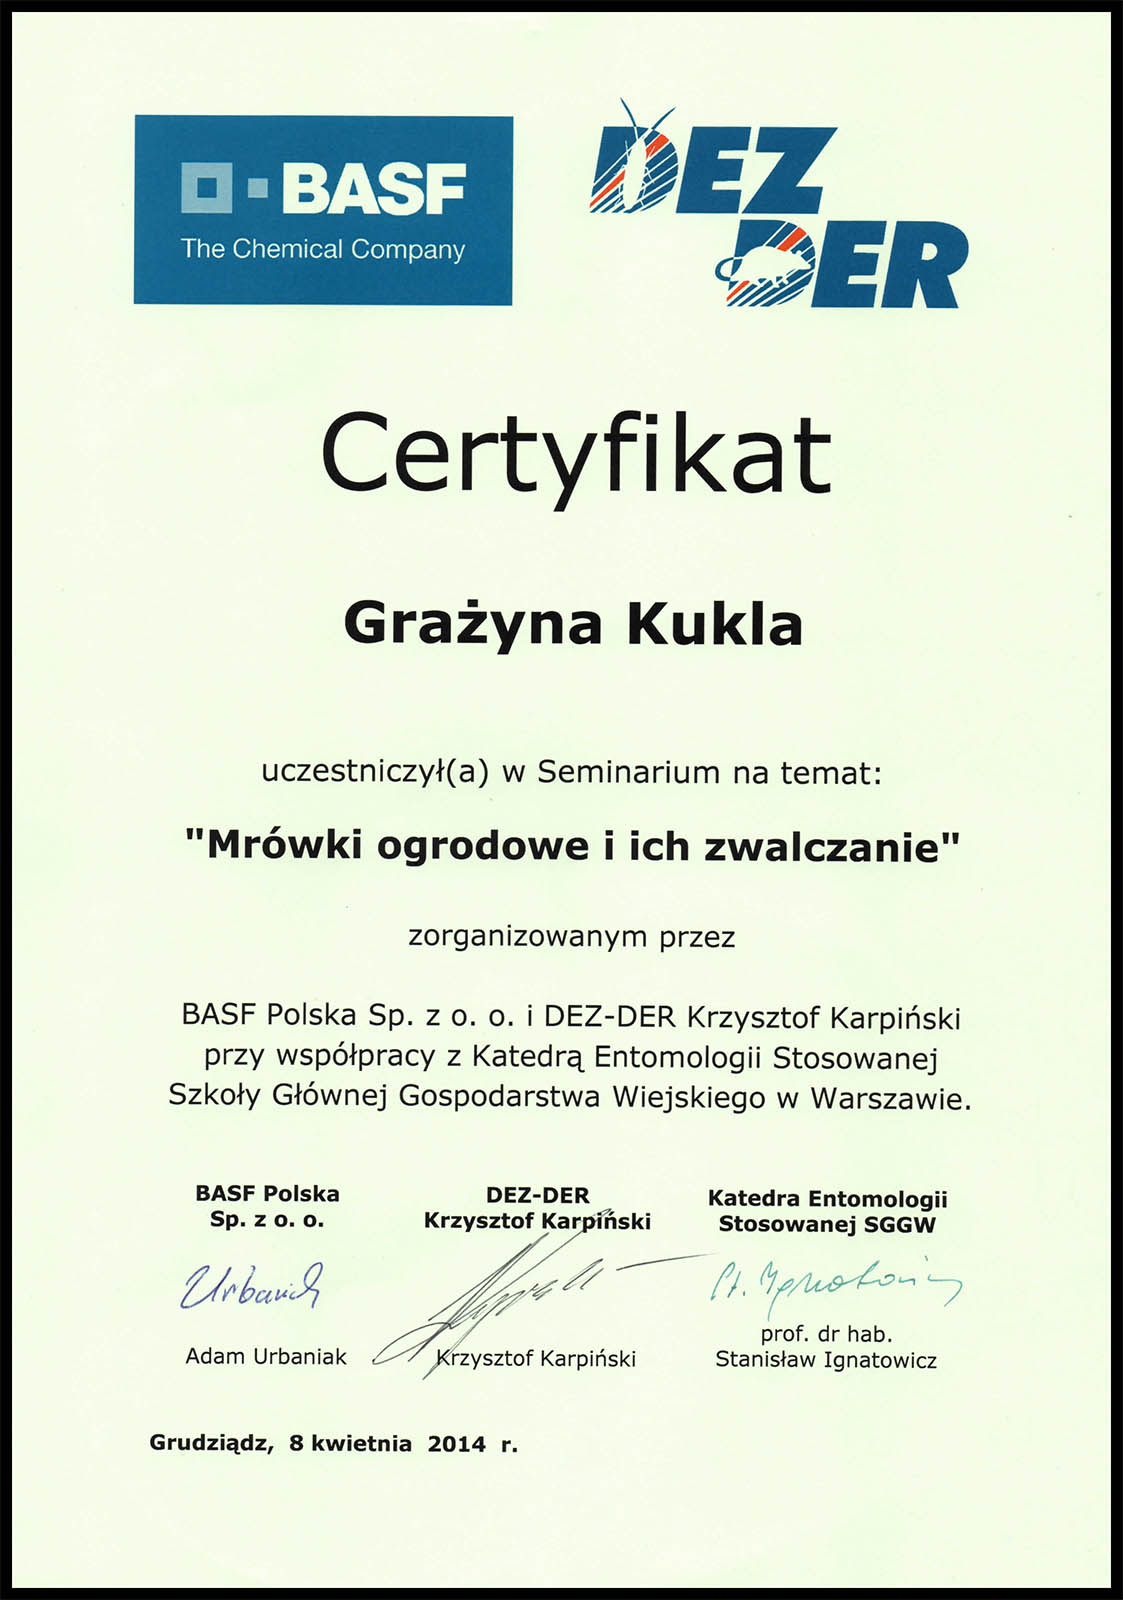 BASF
The Chemical Company
DEZ
DER
Certyfikat
Grażyna Kukla
uczestniczył(a) w Seminarium na temat:
"Mrówki ogrodowe i ich zwalczanie"
zorganizowanym przez
BASF Polska Sp. z o. o. i DEZ-DER Krzysztof Karpiński
przy współpracy z Katedrą Entomologii Stosowanej
Szkoły Głównej Gospodarstwa Wiejskiego w Warszawie.
BASF Polska
Sp. z o. o.
Urbaniak
Adam Urbaniak
DEZ-DER
Krzysztof Karpiński
Krzysztof Karpiński
Katedra Entomologii
Stosowanej SGGW
St. Ignatowicz
prof. dr hab.
Stanisław Ignatowicz
Grudziądz, 8 kwietnia 2014 r.